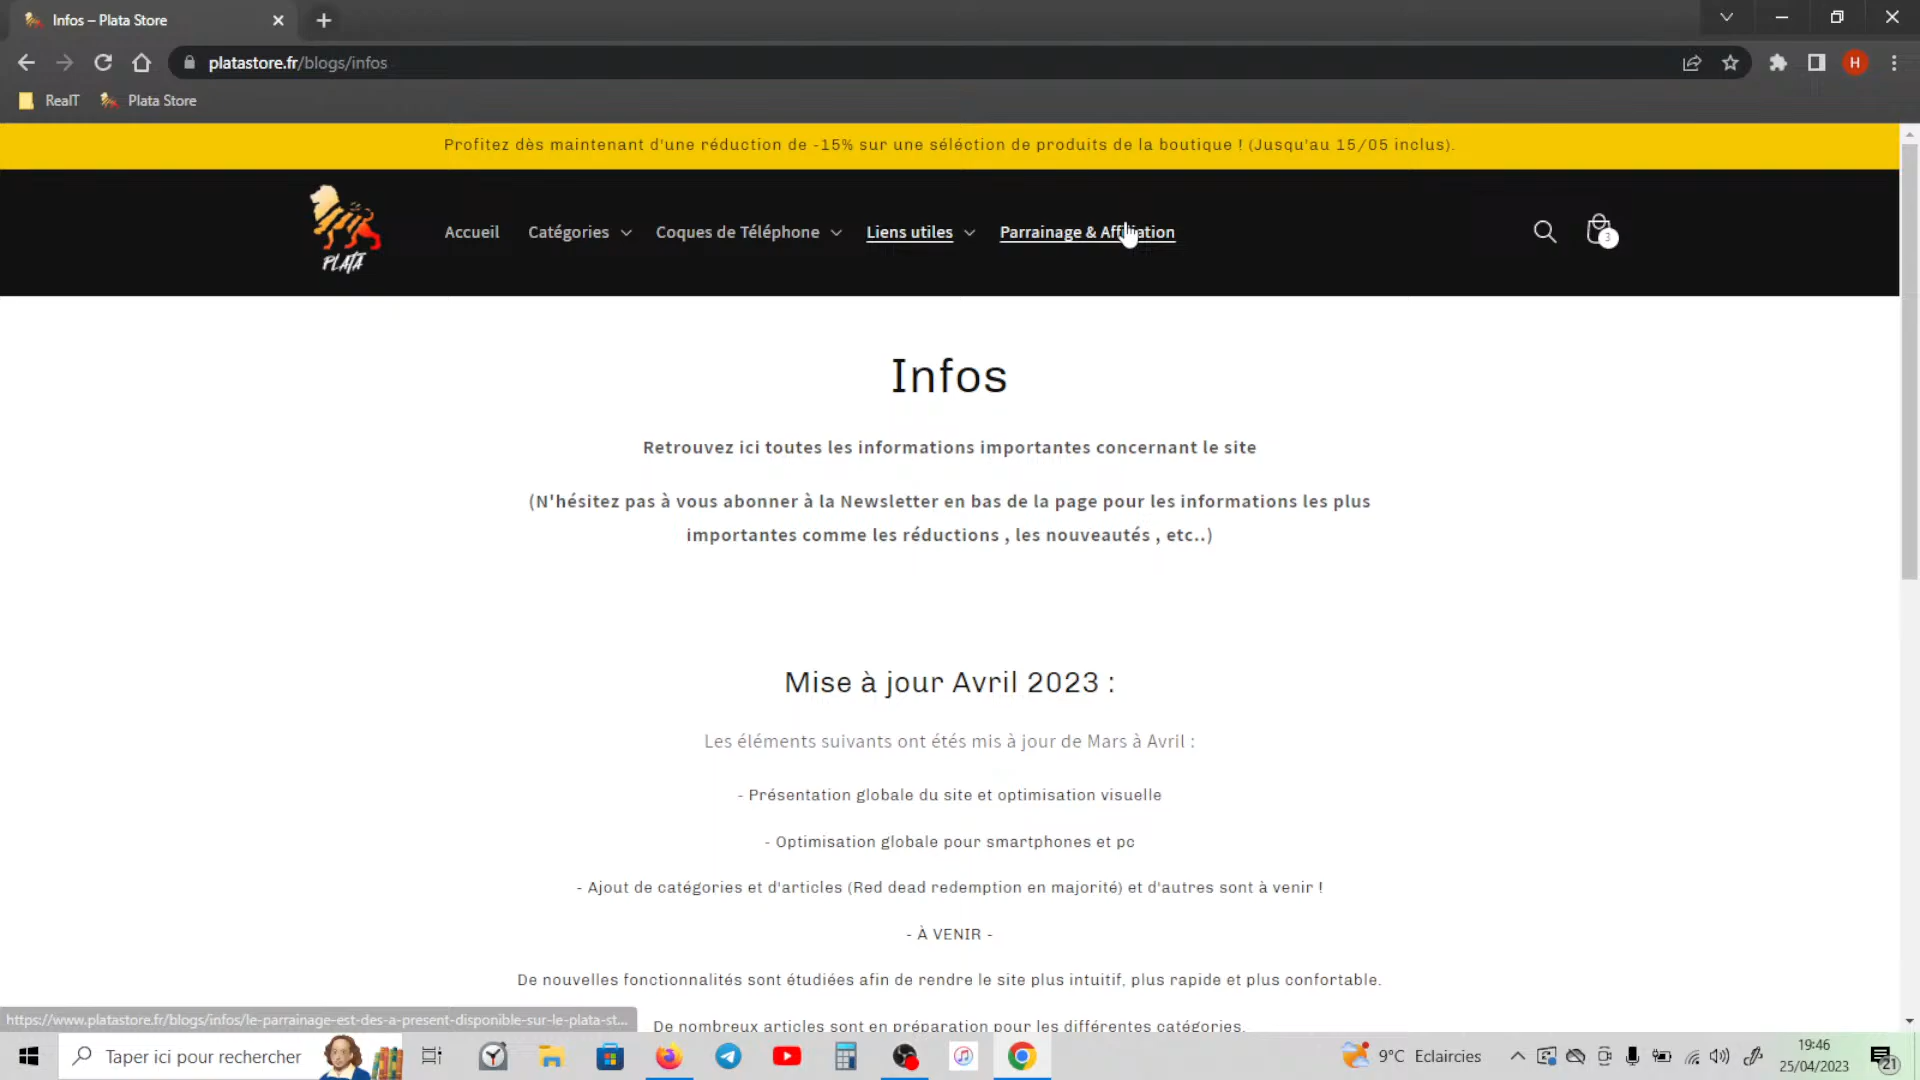 Infos – Plata Store
platastore.fr/blogs/infos
H
RealT Plata Store
Profitez dès maintenant d'une réduction de -15% sur une séléction de produits de la boutique ! (Jusqu'au 15/05 inclus).
PLATA
Accueil Catégories Coques de Téléphone Liens utiles Parrainage & Affiliation
3
Infos
Retrouvez ici toutes les informations importantes concernant le site
(N'hésitez pas à vous abonner à la Newsletter en bas de la page pour les informations les plus
importantes comme les réductions , les nouveautés , etc..)
Mise à jour Avril 2023 :
Les éléments suivants ont étés mis à jour de Mars à Avril :
- Présentation globale du site et optimisation visuelle
- Optimisation globale pour smartphones et pc
- Ajout de catégories et d'articles (Red dead redemption en majorité) et d'autres sont à venir !
- À VENIR -
De nouvelles fonctionnalités sont étudiées afin de rendre le site plus intuitif, plus rapide et plus confortable.
https://www.platastore.fr/blogs/infos/le-parrainage-est-des-a-present-disponible-sur-le-plata-st...
De nombreux articles sont en préparation pour les différentes catégories.
Taper ici pour rechercher
9°C Eclaircies
19:46
25/04/2023
21